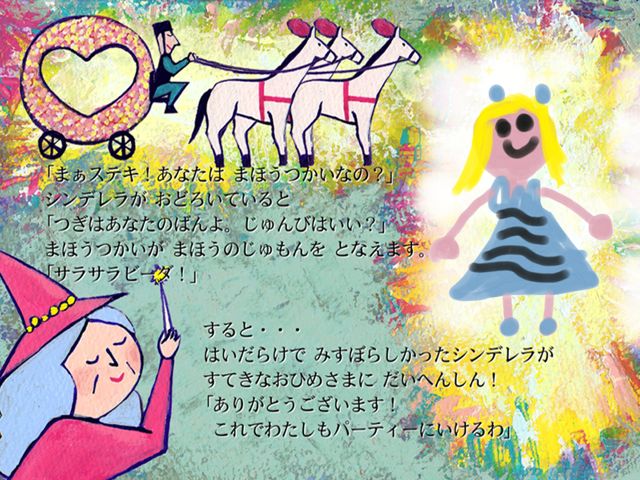 「まぁステキ！あなたは まほうつかいなの？」
シンデレラが おどろいていると
「つぎはあなたのばんよ。じゅんびはいい？」
まほうつかいが まほうのじゅもんを となえます。
「サラサラビーダ！」
すると・・・
はいだらけで みすぼらしかったシンデレラが
すてきなおひめさまに だいへんしん！
「ありがとうございます！
これでわたしもパーティーにいけるわ」